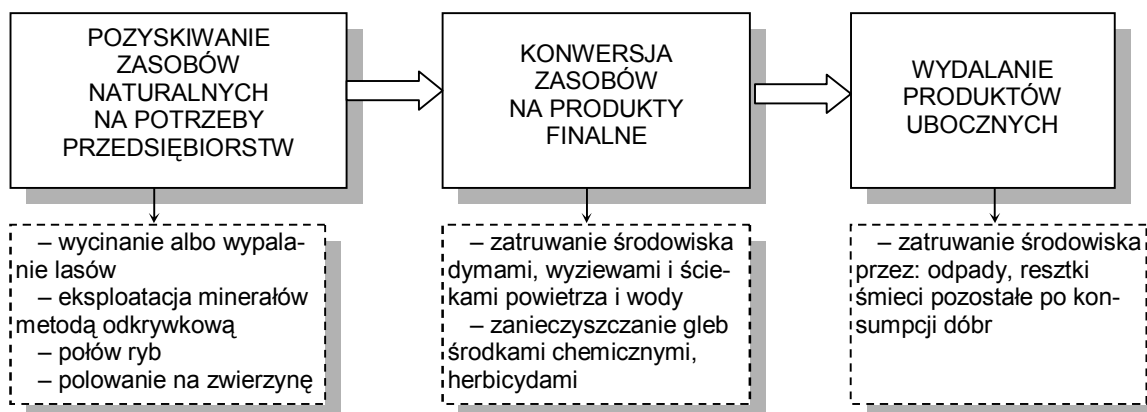 POZYSKIWANIE
ZASOBÓW
NATURALNYCH
NA POTRZEBY
PRZEDSIĘBIORSTW
– wycinanie albo wypala-
nie lasów
– eksploatacja minerałów
metodą odkrywkową
– połów ryb
– polowanie na zwierzynę
KONWERSJA
ZASOBÓW
NA PRODUKTY
FINALNE
– zatruwanie środowiska
dymami, wyziewami i ście-
kami powietrza i wody
– zanieczyszczanie gleb
środkami chemicznymi,
herbicydami
WYDALANIE
PRODUKTÓW
UBOCZNYCH
– zatruwanie środowiska
przez: odpady, resztki
śmieci pozostałe po kon-
sumpcji dóbr